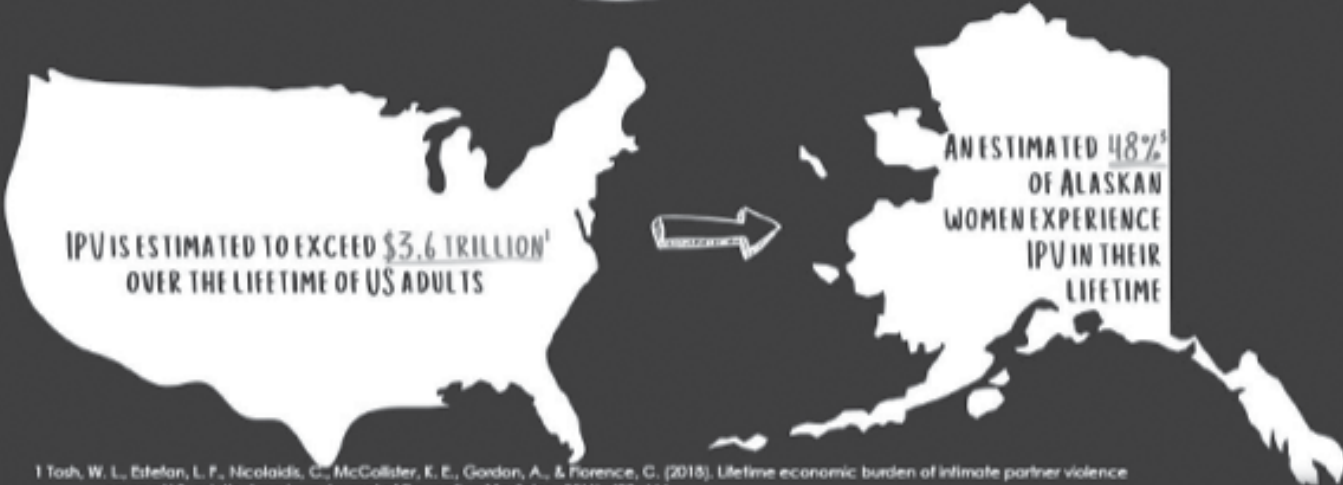 IPV IS ESTIMATED TO EXCEED $3.6 TRILLION¹
OVER THE LIFETIME OF US ADULTS
AN ESTIMATED 48%³
OF ALASKAN
WOMEN EXPERIENCE
IPV IN THEIR
LIFETIME
1 Tosh, W. L., Estefan, L. F., Nicolaidis, C., McCollister, K. E., Gordon, A., & Florence, C. (2018). Lifetime economic burden of intimate partner violence